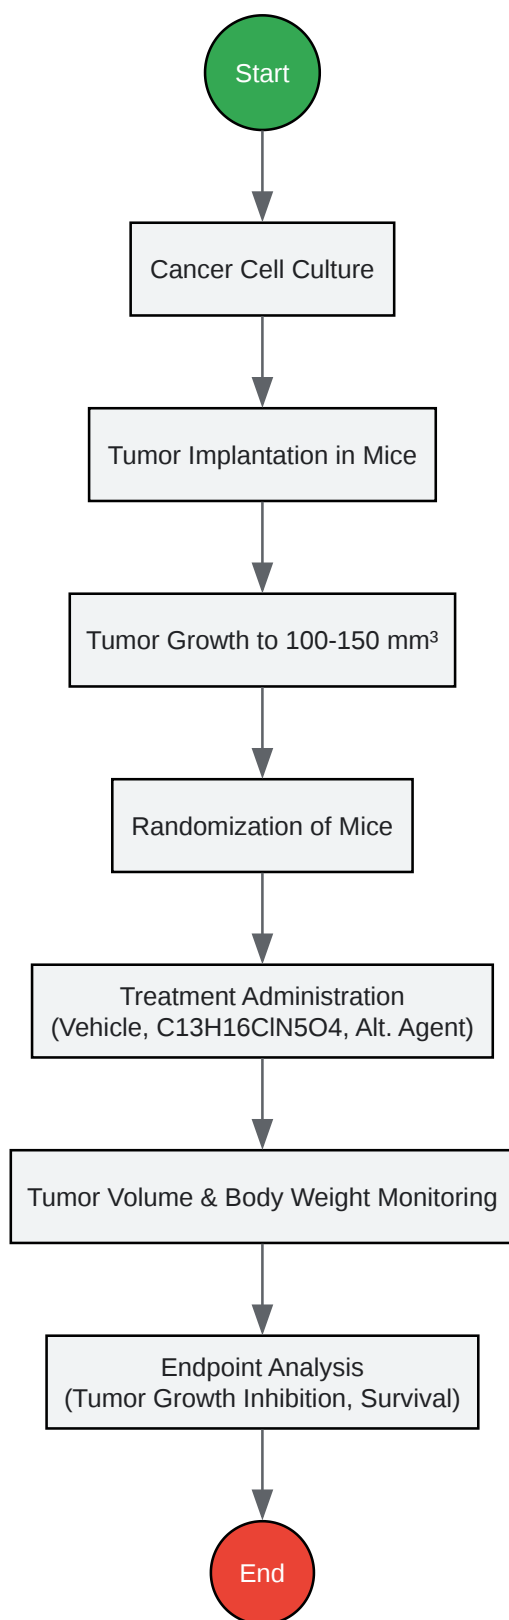 Start
Cancer Cell Culture
Tumor Implantation in Mice
Tumor Growth to 100-150 mm³
Randomization of Mice
Treatment Administration
(Vehicle, C13H16ClN5O4, Alt. Agent)
Tumor Volume & Body Weight Monitoring
Endpoint Analysis
(Tumor Growth Inhibition, Survival)
End